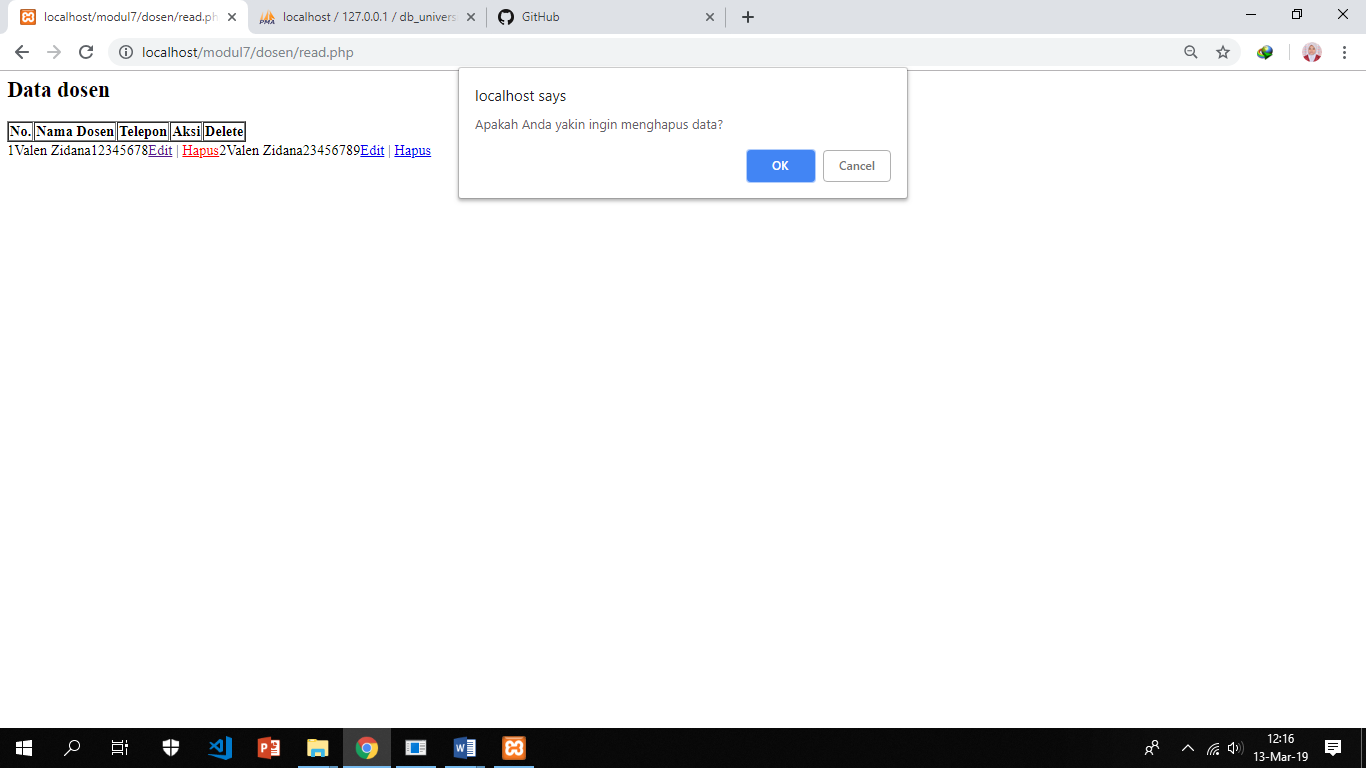 localhost/modul7/dosen/read.ph
localhost / 127.0.0.1 / db_univers
GitHub
localhost/modul7/dosen/read.php
Data dosen
No. Nama Dosen Telepon Aksi Delete
1Valen Zidana12345678Edit | Hapus2Valen Zidana23456789Edit | Hapus
localhost says
Apakah Anda yakin ingin menghapus data?
OK
Cancel
12:16
13-Mar-19